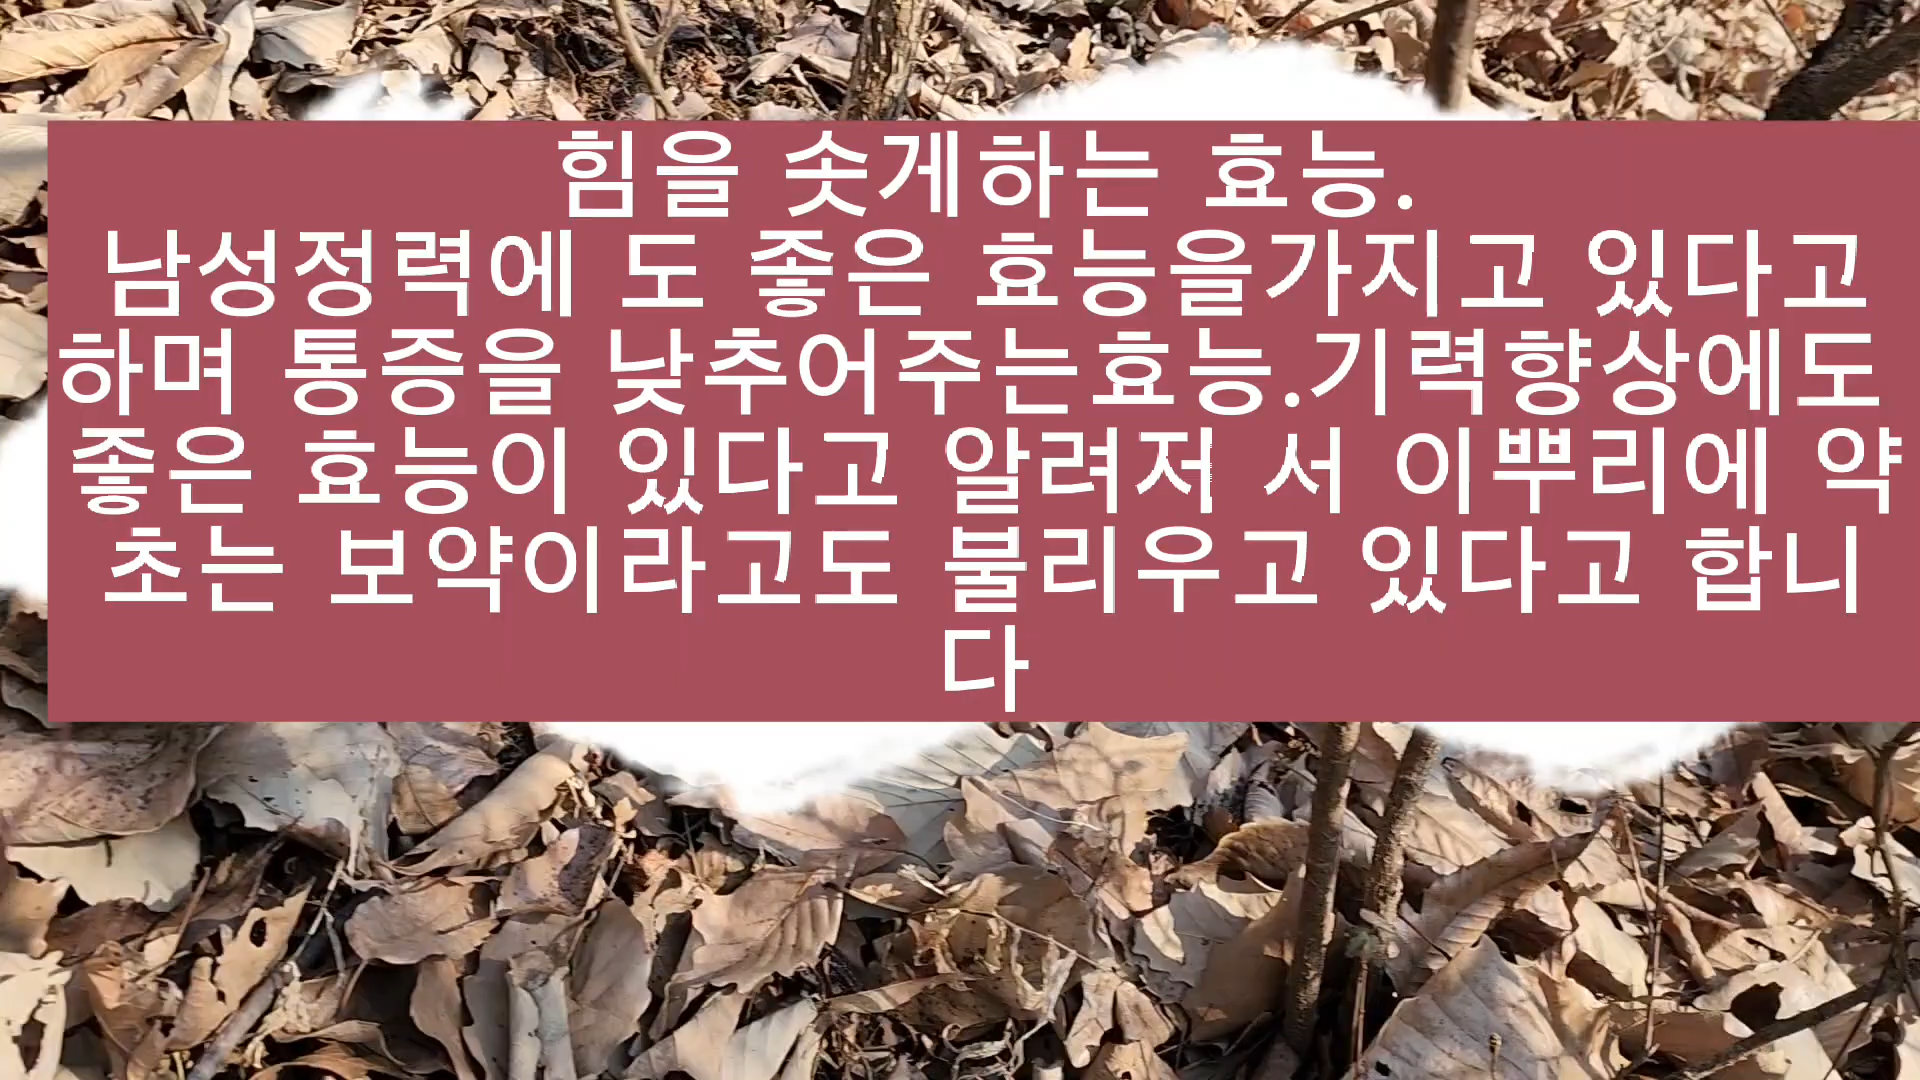 힘을 솟게하는 효능.
남성정력에 도 좋은 효능을가지고 있다고
하며 통증을 낮추어주는효능.기력향상에도
좋은 효능이 있다고 알려저 서 이뿌리에 약
초는 보약이라고도 불리우고 있다고 합니
다